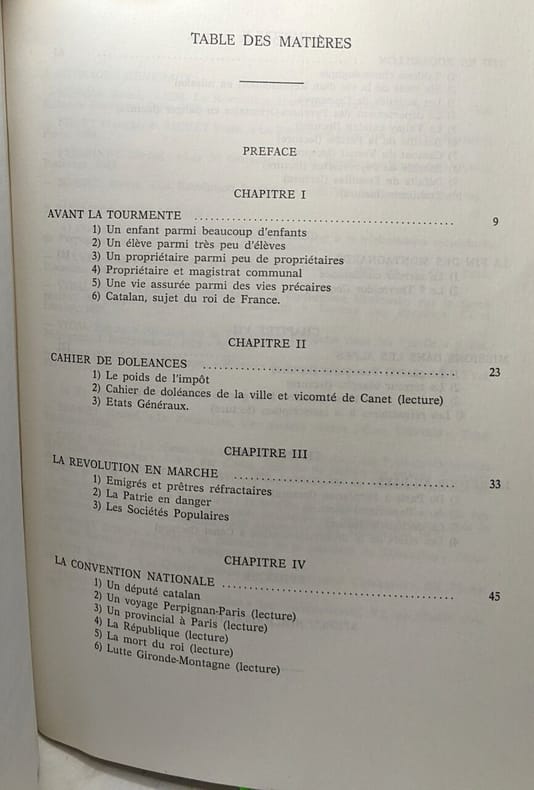 TABLE DES MATIÈRES
PREFACE
CHAPITRE I
AVANT LA TOURMENTE .......................................... 9
1) Un enfant parmi beaucoup d'enfants
2) Un élève parmi très peu d'élèves
3) Un propriétaire parmi peu de propriétaires
4) Propriétaire et magistrat communal
5) Une vie assurée parmi des vies précaires
6) Catalan, sujet du roi de France.
CHAPITRE II
CAHIER DE DOLEANCES .......................................... 23
1) Le poids de l'impôt
2) Cahier de doléances de la ville et vicomté de Canet (lecture)
3) Etats Généraux.
CHAPITRE III
LA REVOLUTION EN MARCHE .................................... 33
1) Emigrés et prêtres réfractaires
2) La Patrie en danger
3) Les Sociétés Populaires
CHAPITRE IV
LA CONVENTION NATIONALE ...................................... 45
1) Un député catalan
2) Un voyage Perpignan-Paris (lecture)
3) Un provincial à Paris (lecture)
4) La République (lecture)
5) La mort du roi (lecture)
6) Lutte Gironde-Montagne (lecture)